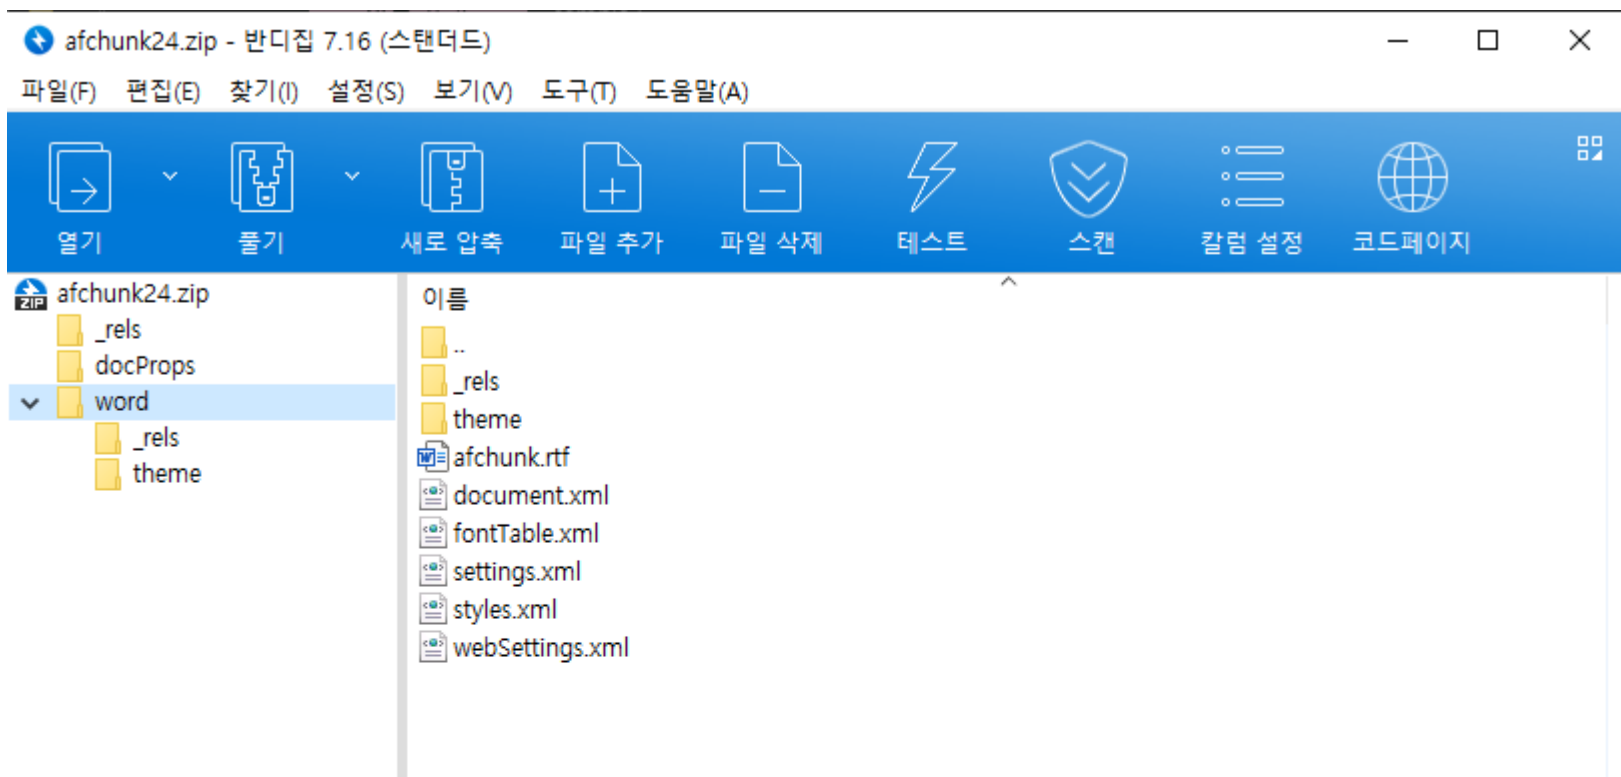 afchunk24.zip - 반디집 7.16 (스탠더드)
파일(F) 편집(E) 찾기(I) 설정(S) 보기(V) 도구(T) 도움말(A)
열기 풀기 새로 압축 파일 추가 파일 삭제 테스트 스캔 칼럼 설정 코드페이지
ZIP afchunk24.zip
_rels
docProps
word
_rels
theme
이름
..
_rels
theme
afchunk.rtf
document.xml
fontTable.xml
settings.xml
styles.xml
webSettings.xml